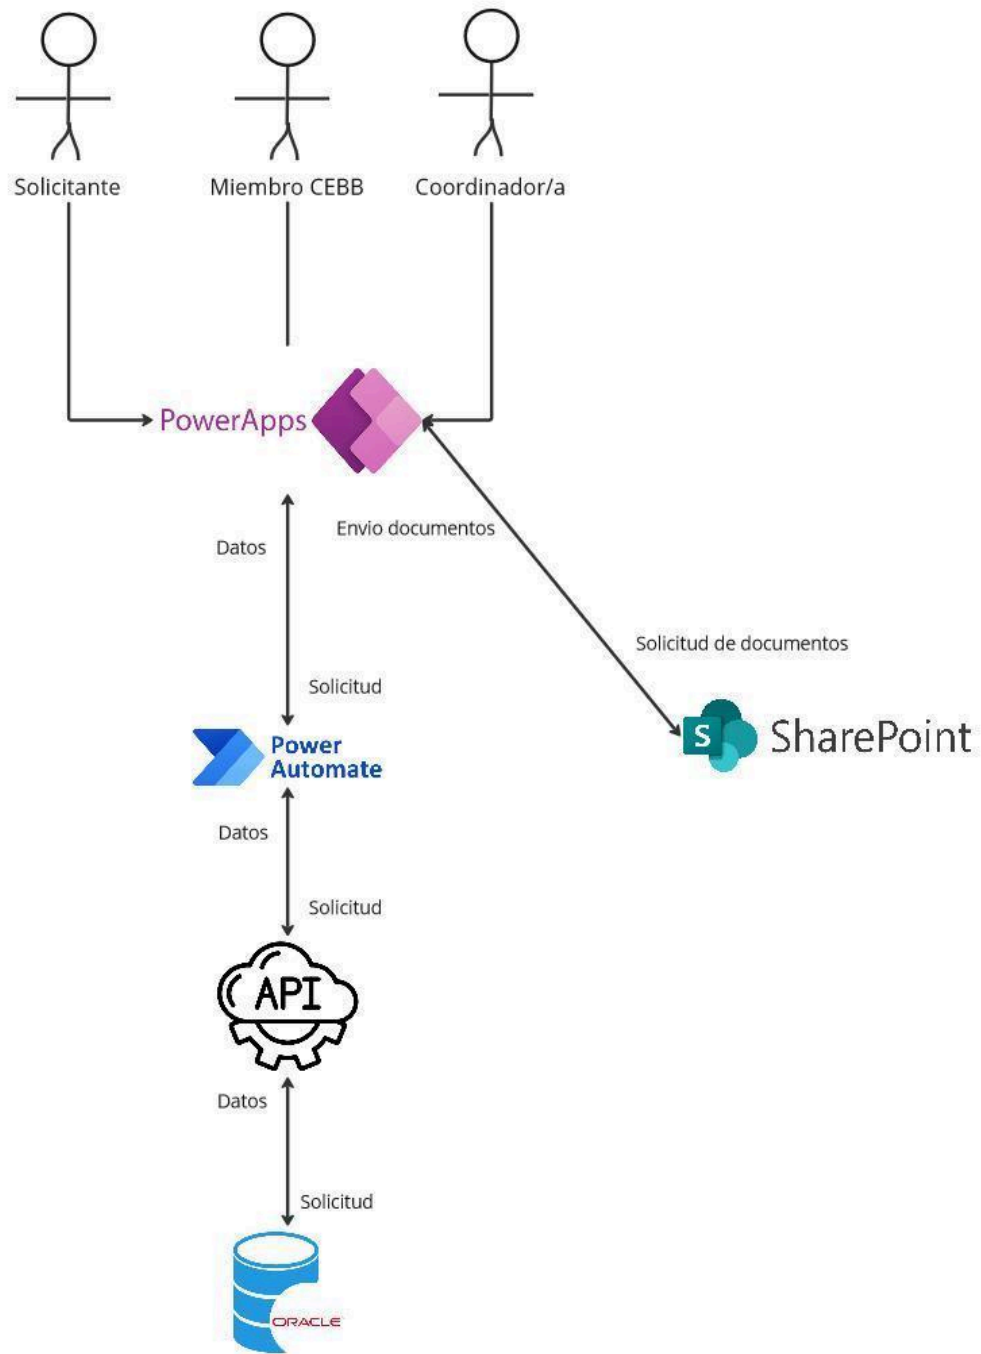 Solicitante
Miembro CEBB
Coordinador/a
PowerApps
Envio documentos
Datos
Solicitud de documentos
Solicitud
S SharePoint
Power
Automate
Datos
Solicitud
API
Datos
Solicitud
ORACLE